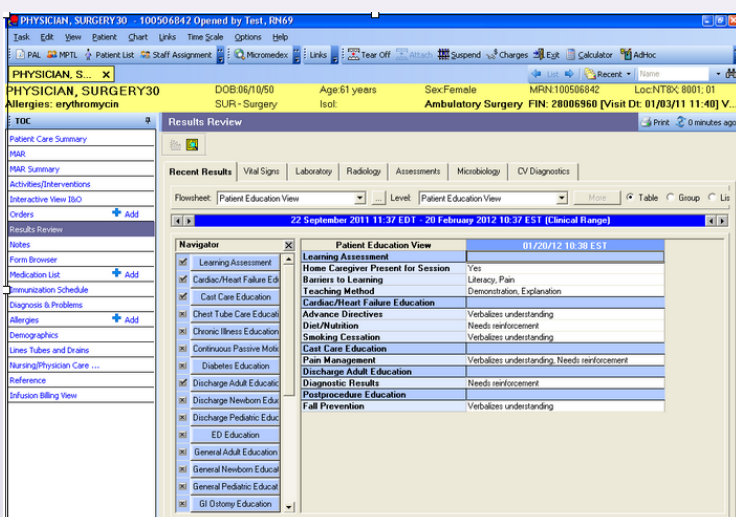 PHYSICIAN, SURGERY30 - 100506842 Opened by Test, RN69
Task Edit View Patient Chart Links Time Scale Options Help
PAL MPTL Patient List Staff Assignment Micromedex Links Tear Off Attach Suspend Charges Exit Calculator AdHoc
PHYSICIAN, S... x
List Recent Name
PHYSICIAN, SURGERY30 DOB:06/10/50 Age:61 years Sex:Female MRN:100506842 Loc:NT8X; 8001; 01
Allergies: erythromycin SUR - Surgery Isol: Ambulatory Surgery FIN: 28006960 [Visit Dt: 01/03/11 11:40] V...
TOC
Results Review
Print 0 minutes ago
Patient Care Summary
MAR
MAR Summary
Activities/Interventions
Interactive View I&O
Orders + Add
Results Review
Notes
Form Browser
Medication List + Add
Immunization Schedule
Diagnosis & Problems
Allergies + Add
Demographics
Lines Tubes and Drains
Nursing/Physician Care ...
Reference
Infusion Billing View
Recent Results Vital Signs Laboratory Radiology Assessments Microbiology CV Diagnostics
Flowsheet: Patient Education View ... Level: Patient Education View More Table Group Lis
22 September 2011 11:37 EDT - 20 February 2012 10:37 EST (Clinical Range)
Navigator
Learning Assessment
Cardiac/Heart Failure Ed
Cast Care Education
Chest Tube Care Educati
Chronic Illness Education
Continuous Passive Motic
Diabetes Education
Discharge Adult Educatic
Discharge Newborn Edu
Discharge Pediatric Educ
ED Education
General Adult Education
General Newborn Educat
General Pediatric Educat
GI Ostomy Education
Patient Education View 01/20/12 10:38 EST
Learning Assessment
Home Caregiver Present for Session Yes
Barriers to Learning Literacy, Pain
Teaching Method Demonstration, Explanation
Cardiac/Heart Failure Education
Advance Directives Verbalizes understanding
Diet/Nutrition Needs reinforcement
Smoking Cessation Verbalizes understanding
Cast Care Education
Pain Management Verbalizes understanding, Needs reinforcement
Discharge Adult Education
Diagnostic Results Needs reinforcement
Postprocedure Education
Fall Prevention Verbalizes understanding